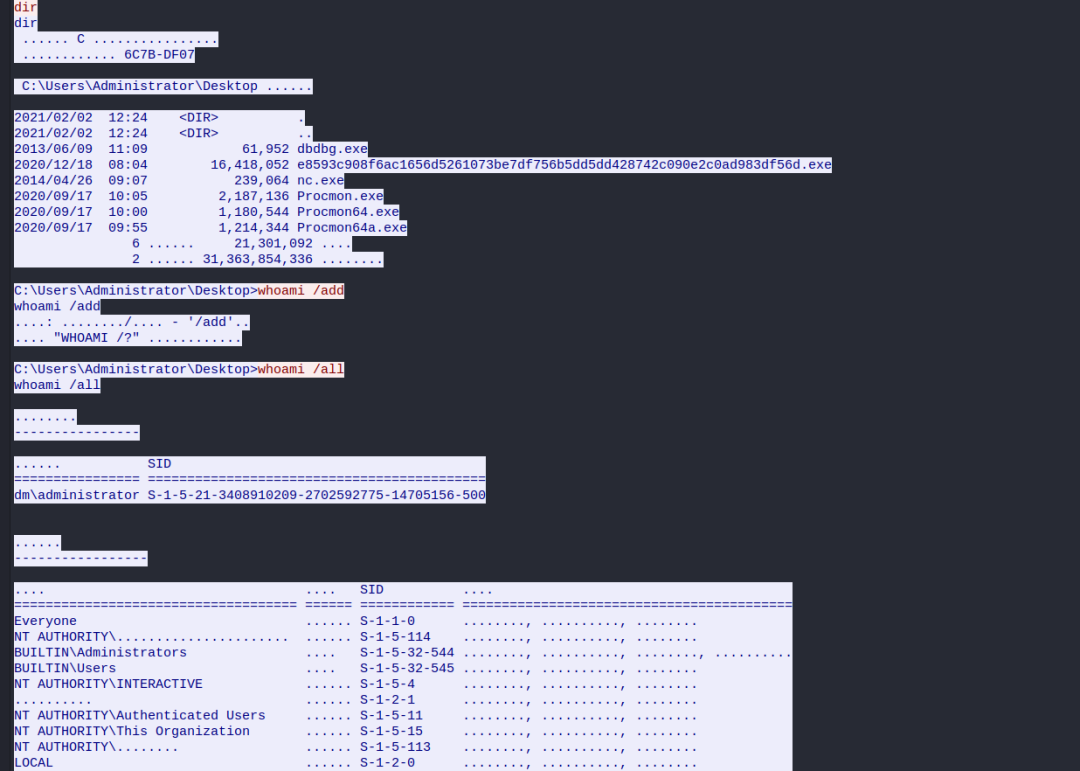 dir
dir
 ...... C ................
 ............ 6C7B-DF07
 C:\Users\Administrator\Desktop ......
2021/02/02  12:24    <DIR>          .
2021/02/02  12:24    <DIR>          ..
2013/06/09  11:09            61,952 dbdbg.exe
2020/12/18  08:04        16,418,052 e8593c908f6ac1656d5261073be7df756b5dd5dd428742c090e2c0ad983df56d.exe
2014/04/26  09:07           239,064 nc.exe
2020/09/17  10:05         2,187,136 Procmon.exe
2020/09/17  10:00         1,180,544 Procmon64.exe
2020/09/17  09:55         1,214,344 Procmon64a.exe
               6 ......     21,301,092 ....
               2 ...... 31,363,854,336 ........
C:\Users\Administrator\Desktop>whoami /add
whoami /add
....: ......../.... - '/add'..
.... "WHOAMI /?" ............
C:\Users\Administrator\Desktop>whoami /all
whoami /all
........
----------------
......           SID
================ ===========================================
dm\administrator S-1-5-21-3408910209-2702592775-14705156-500
......
-----------------
....                                 ....   SID          ....
==================================== ====== ============ ==========================================
Everyone                             ...... S-1-1-0      ........, .........., ........
NT AUTHORITY\......................  ...... S-1-5-114    ........, .........., ........
BUILTIN\Administrators               ....   S-1-5-32-544 ........, .........., ........, ..........
BUILTIN\Users                        ....   S-1-5-32-545 ........, .........., ........
NT AUTHORITY\INTERACTIVE             ...... S-1-5-4      ........, .........., ........
..........                           ...... S-1-2-1      ........, .........., ........
NT AUTHORITY\Authenticated Users     ...... S-1-5-11     ........, .........., ........
NT AUTHORITY\This Organization       ...... S-1-5-15     ........, .........., ........
NT AUTHORITY\........                ...... S-1-5-113    ........, .........., ........
LOCAL                                ...... S-1-2-0      ........, .........., ........